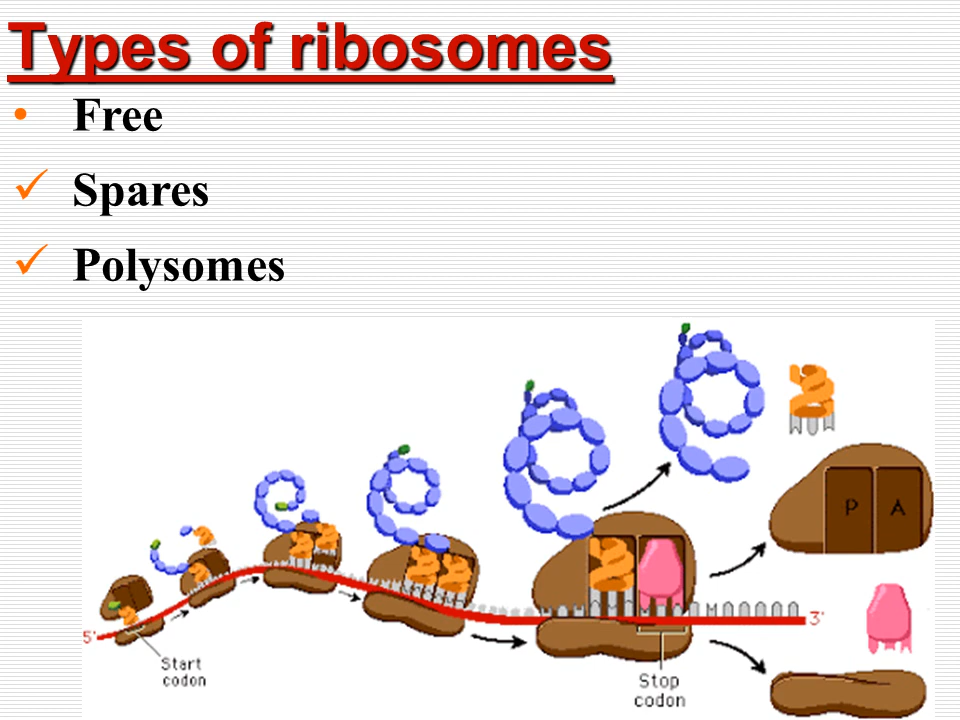 Types of ribosomes
• Free
✓ Spares
✓ Polysomes
P A
5'
3'
Start
codon
Stop
codon